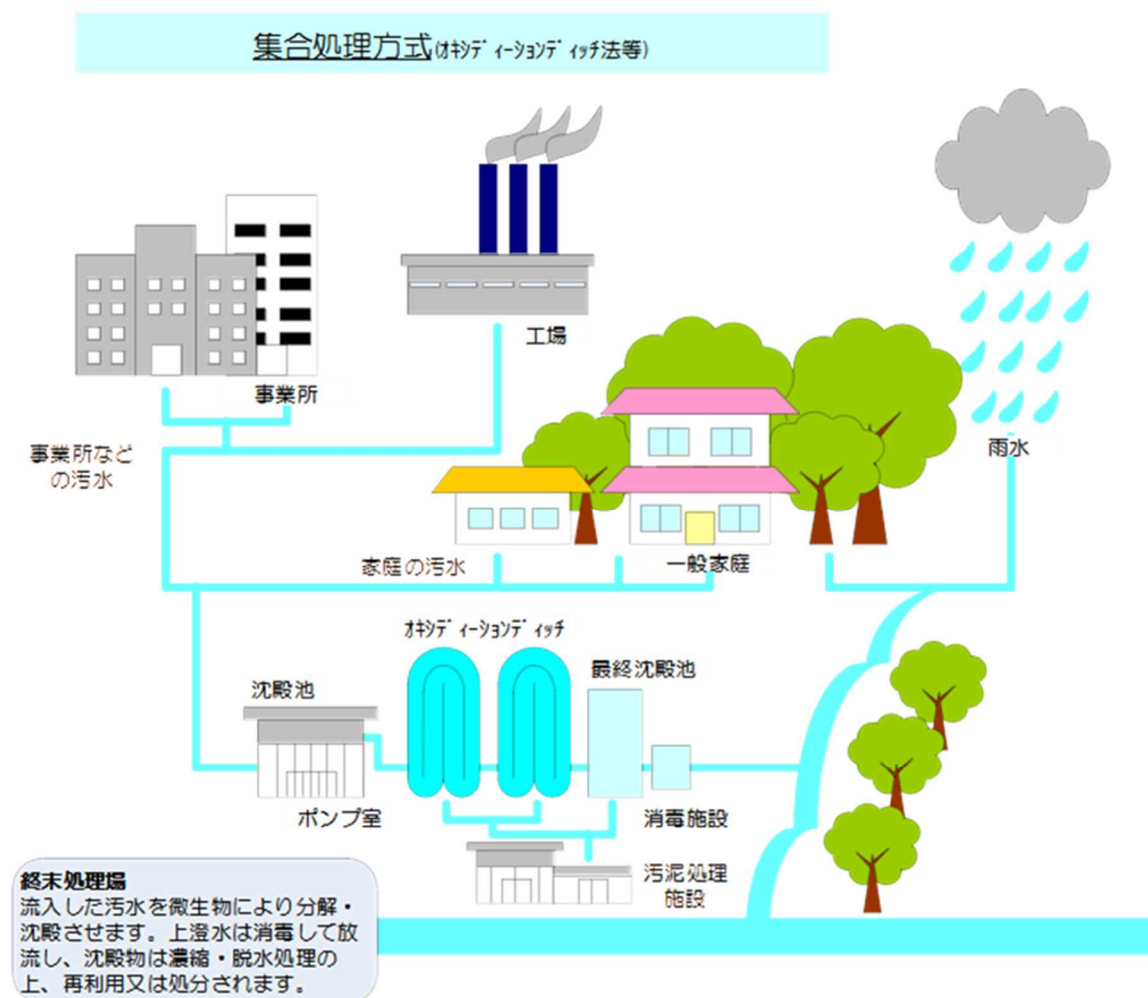 集合処理方式(ｵｷｼﾃﾞｨｰｼｮﾝﾃﾞｨｯﾁ法等)
工場
事業所
事業所など
の汚水
雨水
家庭の汚水
一般家庭
ｵｷｼﾃﾞｨｰｼｮﾝﾃﾞｨｯﾁ
沈殿池
最終沈殿池
ポンプ室
消毒施設
汚泥処理
施設
終末処理場
流入した汚水を微生物により分解・
沈殿させます。上澄水は消毒して放
流し、沈殿物は濃縮・脱水処理の
上、再利用又は処分されます。